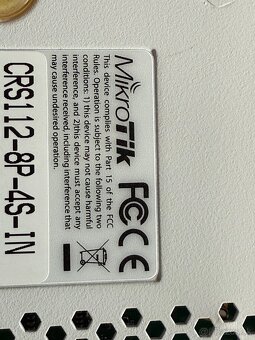 MikroTik FC CE
This device complies with Part 15 of the FCC
Rules. Operation is subject to the following two
conditions: 1) this device may not cause harmful
interference, and 2)this device must accept any
interference received, including interference that
may cause undesired operation.
CRS112-8P-4S-IN